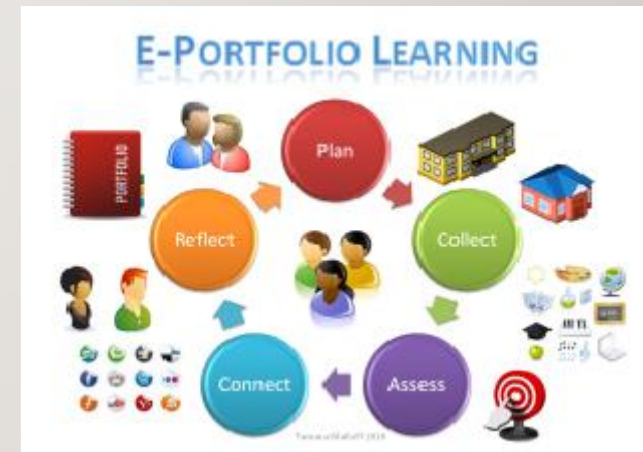 E-PORTFOLIO LEARNING
PORTFOLIO
Plan
Reflect
Collect
Connect
Assess